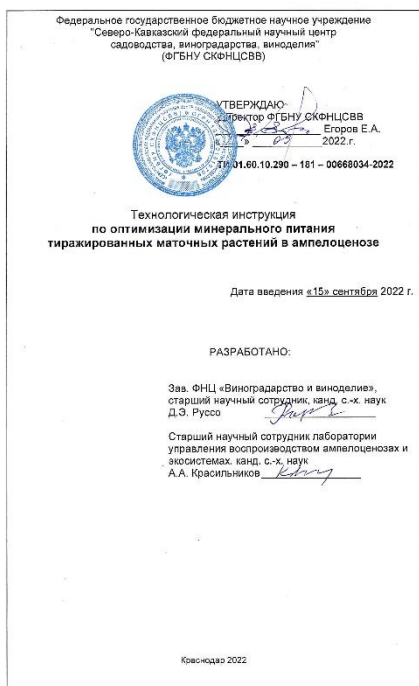 Федеральное государственное бюджетное научное учреждение
"Северо-Кавказский федеральный научный центр
садоводства, виноградарства, виноделия"
(ФГБНУ СКФНЦСВВ)
УТВЕРЖДАЮ
Директор ФГБНУ СКФНЦСВВ
Егоров Е.А.
» 09 2022.г.
ТИ 01.60.10.290 – 181 – 00668034-2022
Технологическая инструкция
по оптимизации минерального питания
тиражированных маточных растений в ампелоценозе
Дата введения «15» сентября 2022 г.
РАЗРАБОТАНО:
Зав. ФНЦ «Виноградарство и виноделие»,
старший научный сотрудник, канд. с.-х. наук
Д.Э. Руссо
Старший научный сотрудник лаборатории
управления воспроизводством ампелоценозах и
экосистемах. канд. с.-х. наук
А.А. Красильников
Краснодар 2022